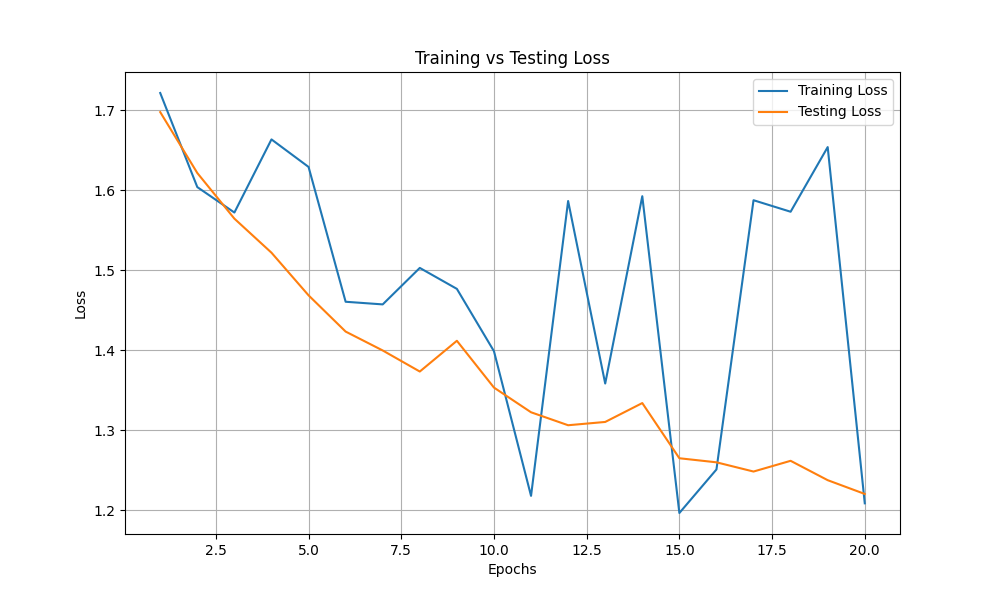 Training vs Testing Loss
Training Loss
Testing Loss
Loss
1.7
1.6
1.5
1.4
1.3
1.2
2.5 5.0 7.5 10.0 12.5 15.0 17.5 20.0
Epochs